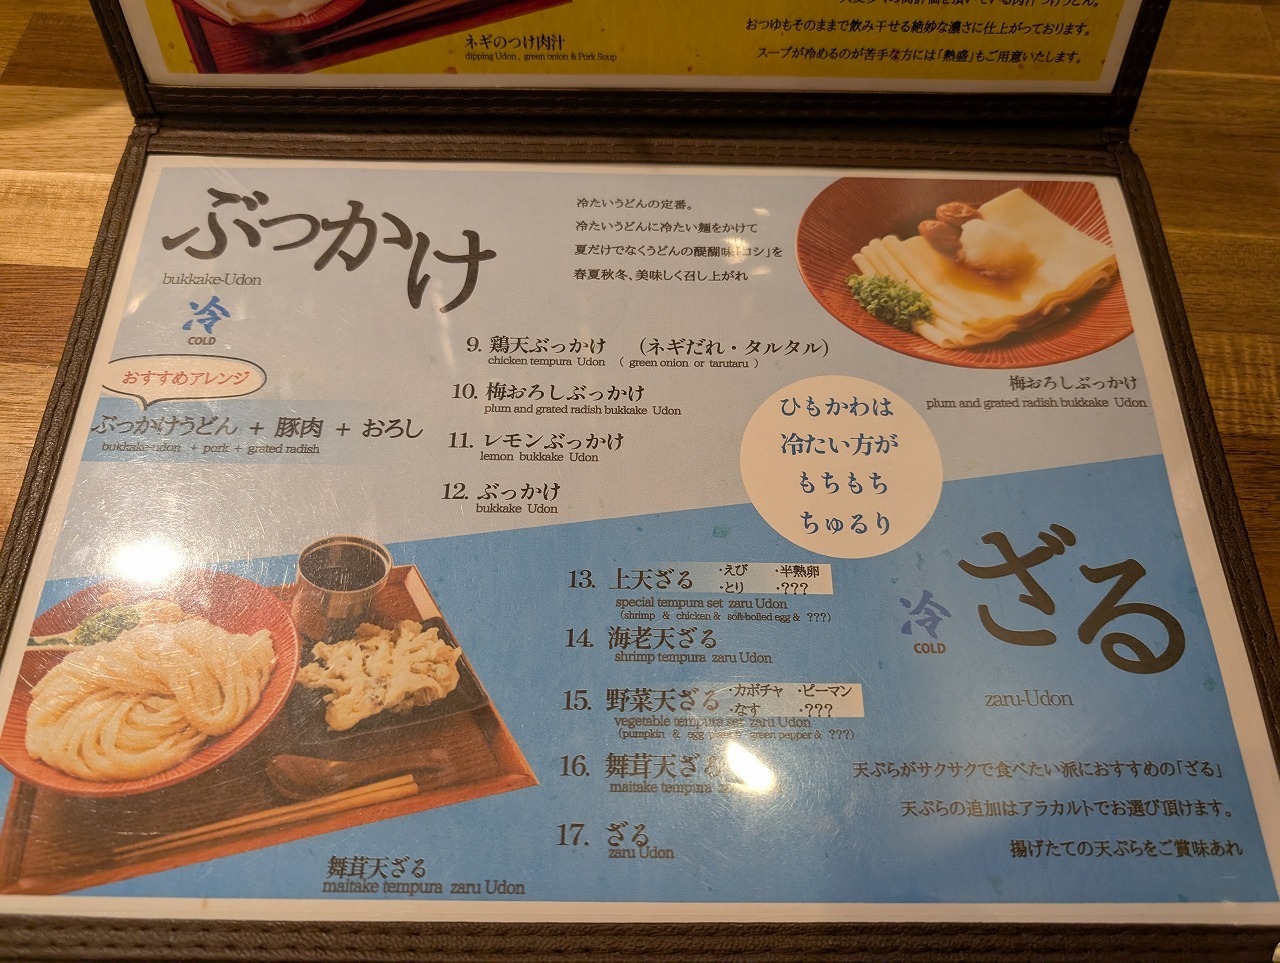 ネギのつけ肉汁
dipping Udon, green onion & Pork Soup
おつゆもそのままで飲み干せる絶妙な濃さに仕上がっております。
スープが冷めるのが苦手な方には「熱盛」もご用意いたします。
ぶっかけ
bukkake-Udon
冷
COLD
冷たいうどんの定番。
冷たいうどんに冷たい麺をかけて
夏だけでなくうどんの醍醐味「コシ」を
春夏秋冬、美味しく召し上がれ
おすすめアレンジ
ぶっかけうどん + 豚肉 + おろし
bukkake-udon + pork + grated radish
9. 鶏天ぶっかけ (ネギだれ・タルタル)
chicken tempura Udon ( green onion or tarutaru )
10. 梅おろしぶっかけ
plum and grated radish bukkake Udon
11. レモンぶっかけ
lemon bukkake Udon
12. ぶっかけ
bukkake Udon
梅おろしぶっかけ
plum and grated radish bukkake Udon
ひもかわは
冷たい方が
もちもち
ちゅるり
ざる
冷
COLD
zaru-Udon
13. 上天ざる ・えび ・半熟卵
・とり ・???
special tempura set zaru Udon
(shrimp & chicken & soft-boiled egg & ???)
14. 海老天ざる
shrimp tempura zaru Udon
15. 野菜天ざる ・カボチャ ・ピーマン
・なす ・???
vegetable tempura set zaru Udon
(pumpkin & egg plant & green pepper & ???)
16. 舞茸天ざ
maitake tempura
17. ざる
zaru Udon
天ぷらがサクサクで食べたい派におすすめの「ざる」
天ぷらの追加はアラカルトでお選び頂けます。
揚げたての天ぷらをご賞味あれ
舞茸天ざる
maitake tempura zaru Udon